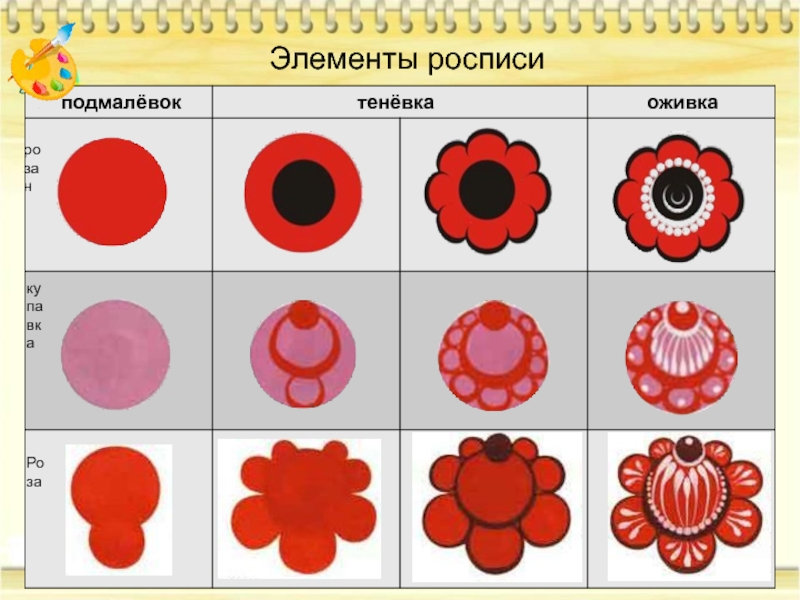 Элементы росписи
подмалёвок тенёвка оживка
ро
за
н
ку
па
вк
а
Ро
за